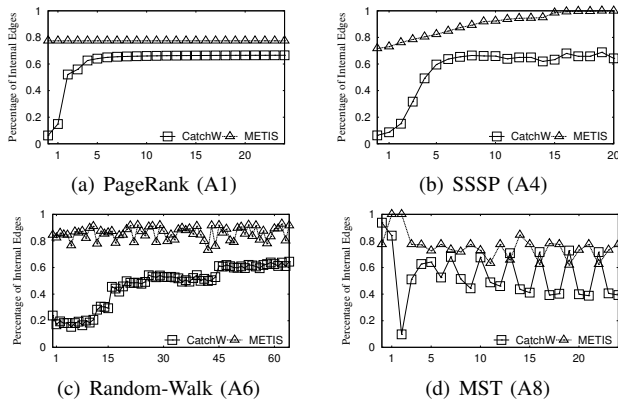 Percentage of Internal Edges
1
0.8
0.6
0.4
0.2
0
CatchW METIS
1 5 10 15 20
(a) PageRank (A1)
Percentage of Internal Edges
1
0.8
0.6
0.4
0.2
0
CatchW METIS
1 5 10 15 20
(b) SSSP (A4)
Percentage of Internal Edges
1
0.8
0.6
0.4
0.2
0
CatchW METIS
1 15 30 45 60
(c) Random-Walk (A6)
Percentage of Internal Edges
1
0.8
0.6
0.4
0.2
0
CatchW METIS
1 5 10 15 20
(d) MST (A8)